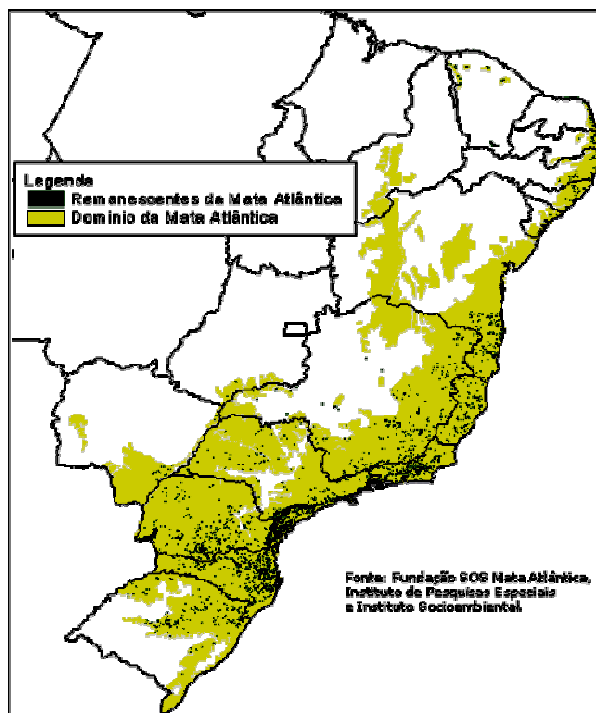 Legenda
Remanescentes da Mata Atlântica
Domínio da Mata Atlântica
Fonte: Fundação SOS Mata Atlântica,
Instituto de Pesquisas Espaciais
e Instituto Socioambiental